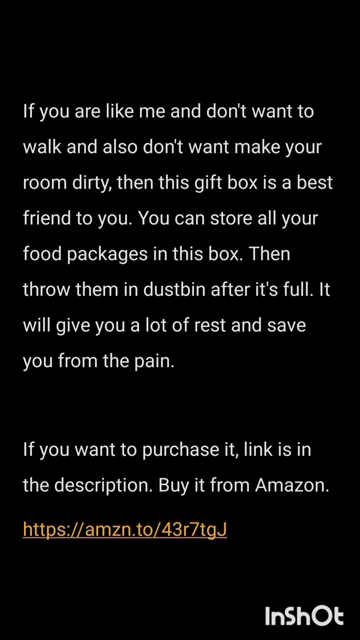 If you are like me and don't want to
walk and also don't want make your
room dirty, then this gift box is a best
friend to you. You can store all your
food packages in this box. Then
throw them in dustbin after it's full. It
will give you a lot of rest and save
you from the pain.
If you want to purchase it, link is in
the description. Buy it from Amazon.
https://amzn.to/43r7tgJ
InShOt